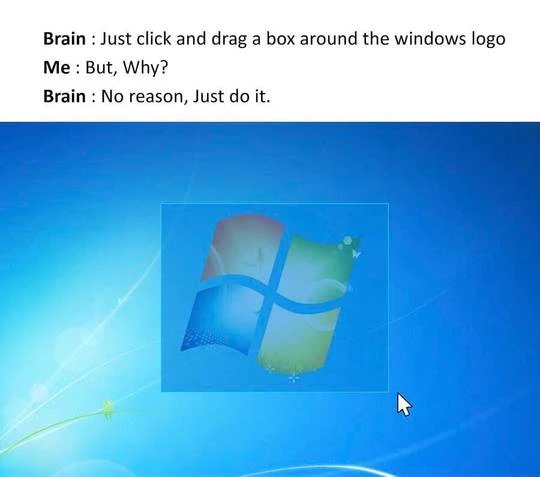 Brain : Just click and drag a box around the windows logo
Me : But, Why?
Brain : No reason, Just do it.